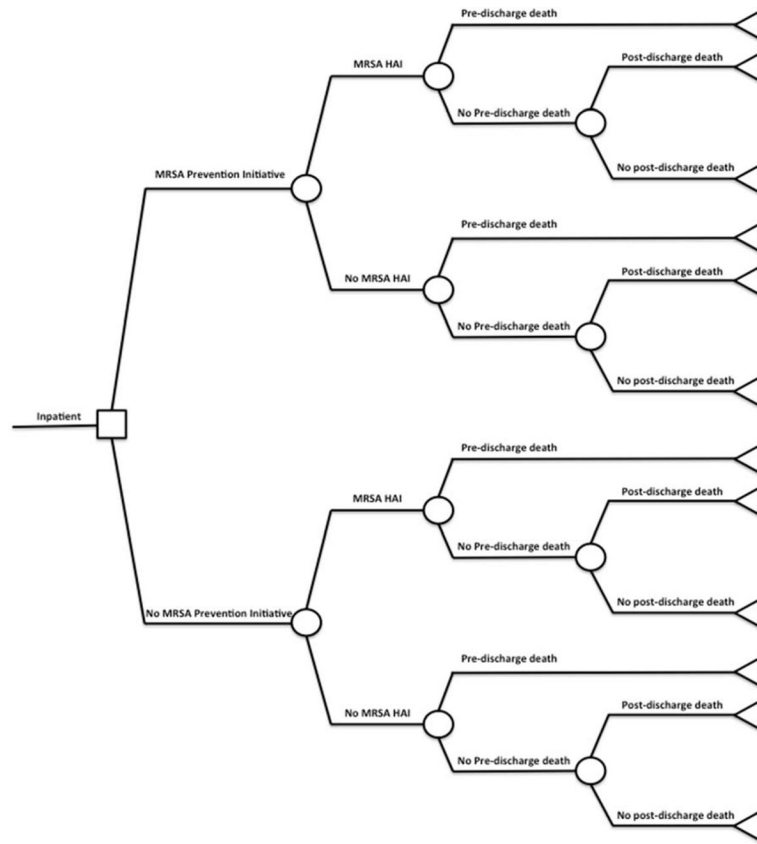 Pre-discharge death
Post-discharge death
MRSA HAI
No Pre-discharge death
No post-discharge death
MRSA Prevention Initiative
Pre-discharge death
Post-discharge death
No MRSA HAI
No Pre-discharge death
No post-discharge death
Inpatient
Pre-discharge death
Post-discharge death
MRSA HAI
No Pre-discharge death
No post-discharge death
No MRSA Prevention Initiative
Pre-discharge death
Post-discharge death
No MRSA HAI
No Pre-discharge death
No post-discharge death